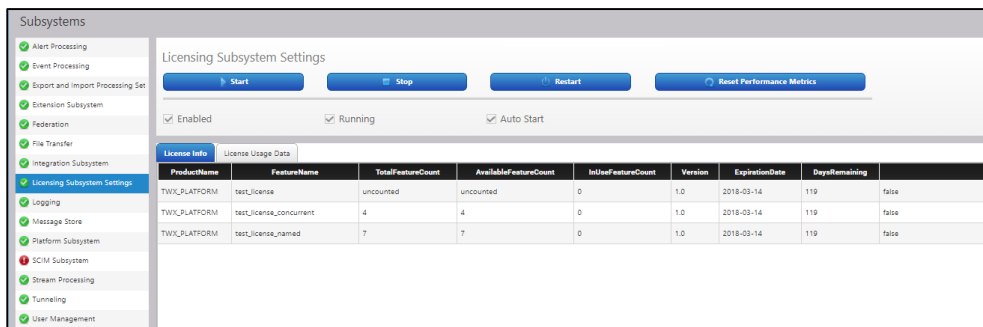 Subsystems
Alert Processing
Event Processing
Export and Import Processing Set
Extension Subsystem
Federation
File Transfer
Integration Subsystem
Licensing Subsystem Settings
Logging
Message Store
Platform Subsystem
SCIM Subsystem
Stream Processing
Tunneling
User Management
Licensing Subsystem Settings
Start Stop Restart Reset Performance Metrics
Enabled Running Auto Start
License Info License Usage Data
ProductName FeatureName TotalFeatureCount AvailableFeatureCount InUseFeatureCount Version ExpirationDate DaysRemaining
TWX_PLATFORM test_license uncounted uncounted 0 1.0 2018-03-14 119 false
TWX_PLATFORM test_license_concurrent 4 4 0 1.0 2018-03-14 119 false
TWX_PLATFORM test_license_named 7 7 0 1.0 2018-03-14 119 false